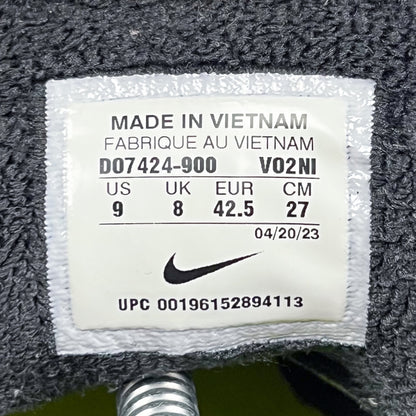 MADE IN VIETNAM
FABRIQUE AU VIETNAM
DO7424-900 V02NI
US UK EUR CM
9 8 42.5 27
04/20/23
UPC 00196152894113